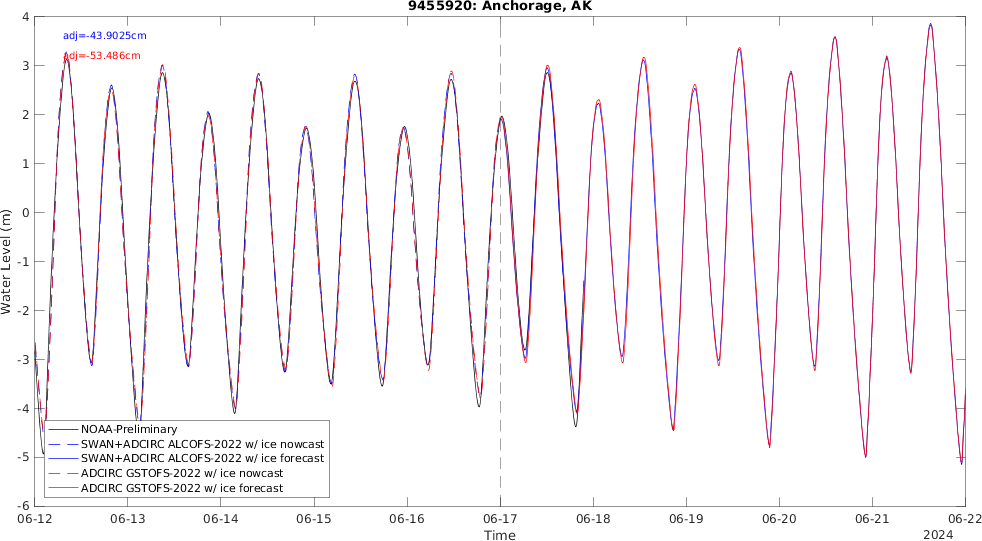 9455920: Anchorage, AK
adj=-43.9025cm
adj=-53.486cm
Water Level (m)
4
3
2
1
0
-1
-2
-3
-4
-5
-6
NOAA-Preliminary
SWAN+ADCIRC ALCOFS-2022 w/ ice nowcast
SWAN+ADCIRC ALCOFS-2022 w/ ice forecast
ADCIRC GSTOFS-2022 w/ ice nowcast
ADCIRC GSTOFS-2022 w/ ice forecast
06-12 06-13 06-14 06-15 06-16 06-17 06-18 06-19 06-20 06-21 06-22
Time
2024